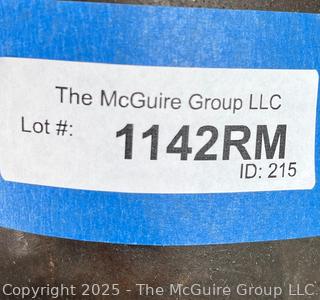 The McGuire Group LLC
Lot #: 1142RM
ID: 215
Copyright 2025 - The McGuire Group LLC.